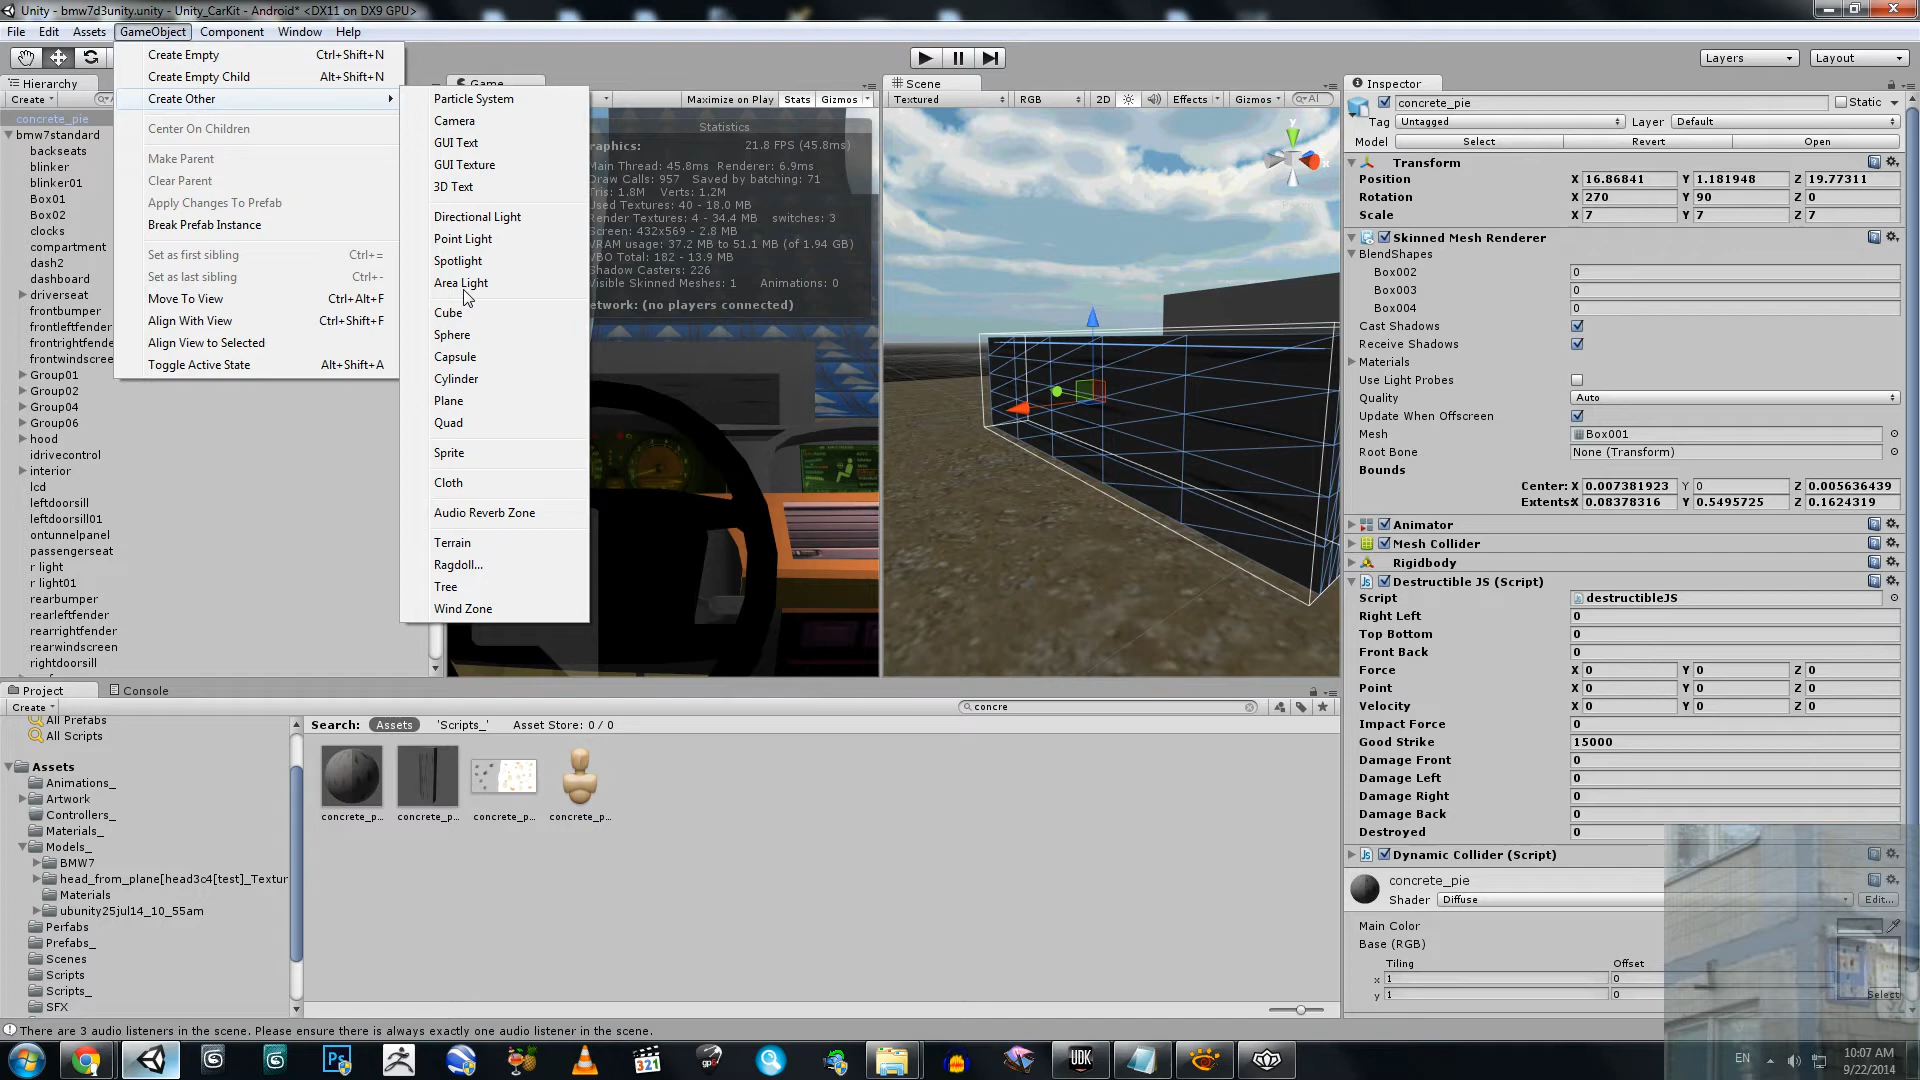 Unity - bmw7d3unity.unity - Unity_CarKit - Android* <DX11 on DX9 GPU>
File Edit Assets GameObject Component Window Help
Layers Layout
Create Empty Ctrl+Shift+N
Create Empty Child Alt+Shift+N
Create Other
Center On Children
Make Parent
Clear Parent
Apply Changes To Prefab
Break Prefab Instance
Set as first sibling Ctrl+=
Set as last sibling Ctrl+-
Move To View Ctrl+Alt+F
Align With View Ctrl+Shift+F
Align View to Selected
Toggle Active State Alt+Shift+A
Particle System
Camera
GUI Text
GUI Texture
3D Text
Directional Light
Point Light
Spotlight
Area Light
Cube
Sphere
Capsule
Cylinder
Plane
Quad
Sprite
Cloth
Audio Reverb Zone
Terrain
Ragdoll...
Tree
Wind Zone
Hierarchy
Create
concrete_pie
bmw7standard
backseats
blinker
blinker01
Box01
Box02
clocks
compartment
dash2
dashboard
driverseat
frontbumper
frontleftfender
frontrightfende
frontwindscree
Group01
Group02
Group04
Group06
hood
idrivecontrol
interior
lcd
leftdoorsill
leftdoorsill01
ontunnelpanel
passengerseat
r light
r light01
rearbumper
rearleftfender
rearrightfender
rearwindscreen
rightdoorsill
Game
Maximize on Play Stats Gizmos
Statistics
raphics: 21.8 FPS (45.8ms)
Main Thread: 45.8ms Renderer: 6.9ms
Draw Calls: 957 Saved by batching: 71
Tris: 1.8M Verts: 1.2M
Used Textures: 40 - 18.0 MB
Render Textures: 4 - 34.4 MB switches: 3
Screen: 432x569 - 2.8 MB
VRAM usage: 37.2 MB to 51.1 MB (of 1.94 GB)
VBO Total: 182 - 13.9 MB
Shadow Casters: 226
Visible Skinned Meshes: 1 Animations: 0
etwork: (no players connected)
Scene
Textured RGB 2D Effects Gizmos All
y
x
Inspector
concrete_pie Static
Tag Untagged Layer Default
Model Select Revert Open
Transform
Position X 16.86841 Y 1.181948 Z 19.77311
Rotation X 270 Y 90 Z 0
Scale X 7 Y 7 Z 7
Skinned Mesh Renderer
BlendShapes
Box002 0
Box003 0
Box004 0
Cast Shadows
Receive Shadows
Materials
Use Light Probes
Quality Auto
Update When Offscreen
Mesh Box001
Root Bone None (Transform)
Bounds
Center: X 0.007381923 Y 0 Z 0.005636439
Extents X 0.08378316 Y 0.5495725 Z 0.1624319
Animator
Mesh Collider
Rigidbody
Destructible JS (Script)
Script destructibleJS
Right Left 0
Top Bottom 0
Front Back 0
Force X 0 Y 0 Z 0
Point X 0 Y 0 Z 0
Velocity X 0 Y 0 Z 0
Impact Force 0
Good Strike 15000
Damage Front 0
Damage Left 0
Damage Right 0
Damage Back 0
Destroyed 0
Dynamic Collider (Script)
concrete_pie
Shader Diffuse Edit...
Main Color
Base (RGB)
Tiling Offset
x 1 0
y 1 0
Select
Project Console
Create
concre
All Prefabs
All Scripts
Assets
Animations_
Artwork
Controllers_
Materials_
Models_
BMW7
head_from_plane[head3c4[test]_Textur
Materials
ubunity25jul14_10_55am
Perfabs
Prefabs_
Scenes
Scripts
Scripts_
SFX
Search: Assets 'Scripts_' Asset Store: 0 / 0
concrete_p... concrete_p... concrete_p... concrete_p...
There are 3 audio listeners in the scene. Please ensure there is always exactly one audio listener in the scene.
Ps
321
UDK
EN
10:07 AM
9/22/2014